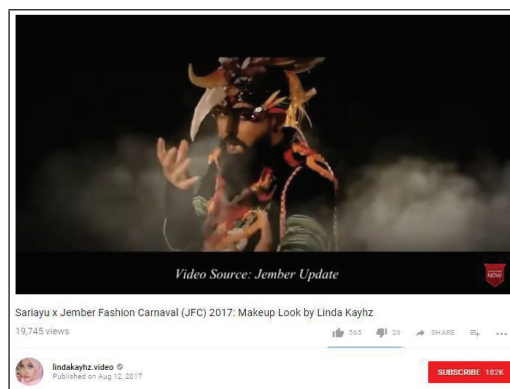 Video Source: Jember Update
NOW
Sariayu x Jember Fashion Carnaval (JFC) 2017: Makeup Look by Linda Kayhz
19,745 views
565 26 SHARE
lindakayhz.video
Published on Aug 12, 2017
SUBSCRIBE 182K